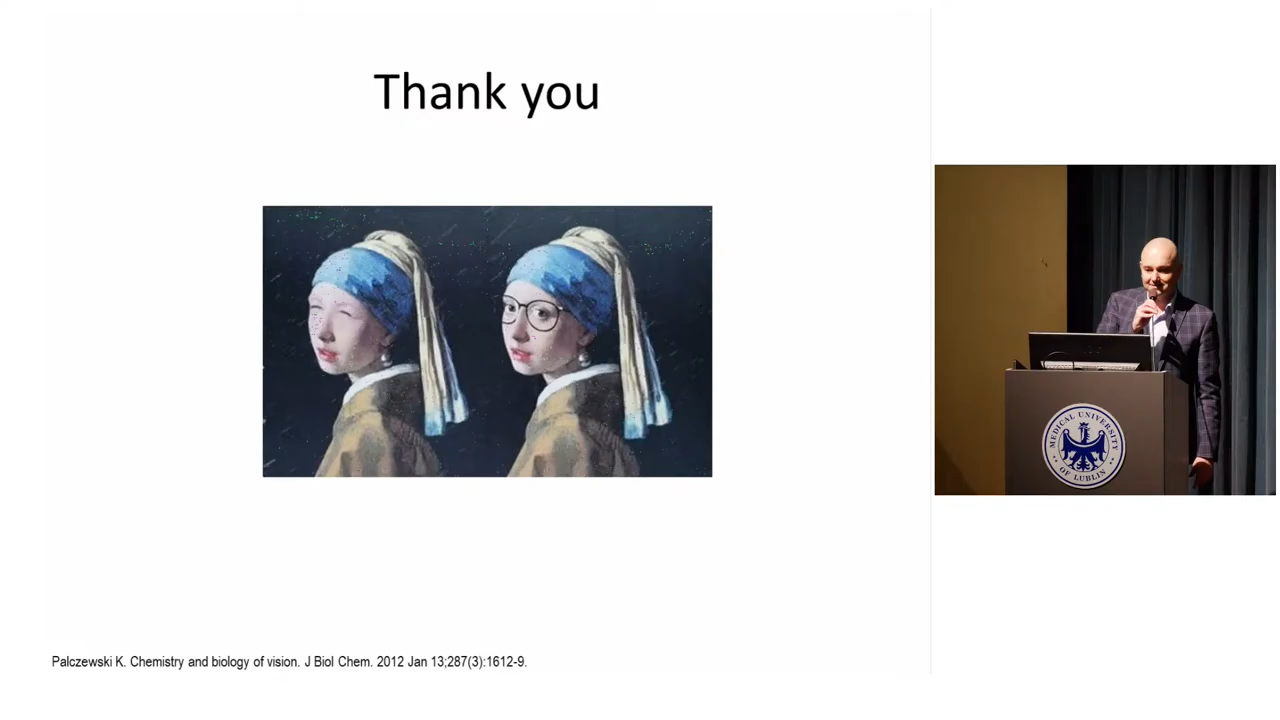 Thank you
MEDICAL UNIVERSITY
OF LUBLIN
Palczewski K. Chemistry and biology of vision. J Biol Chem. 2012 Jan 13;287(3):1612-9.